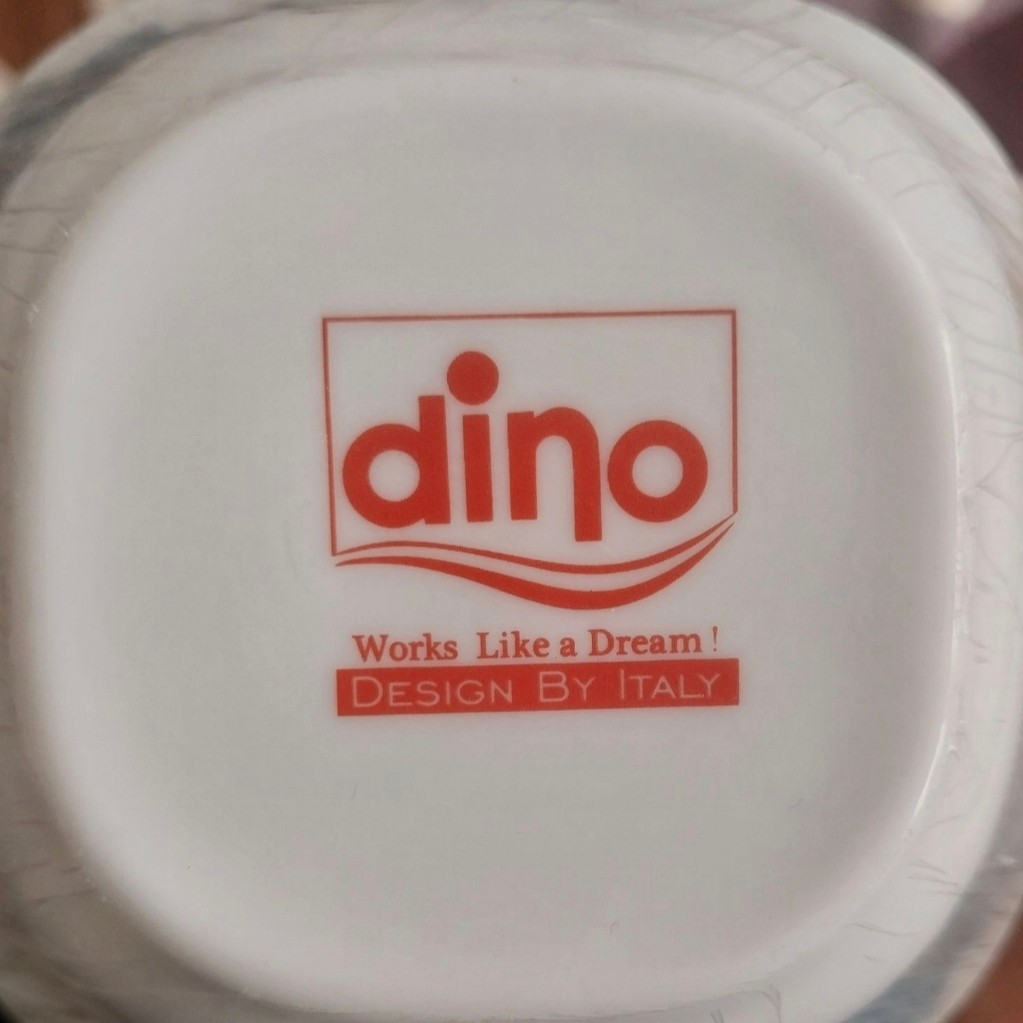 dino
Works Like a Dream !
DESIGN BY ITALY